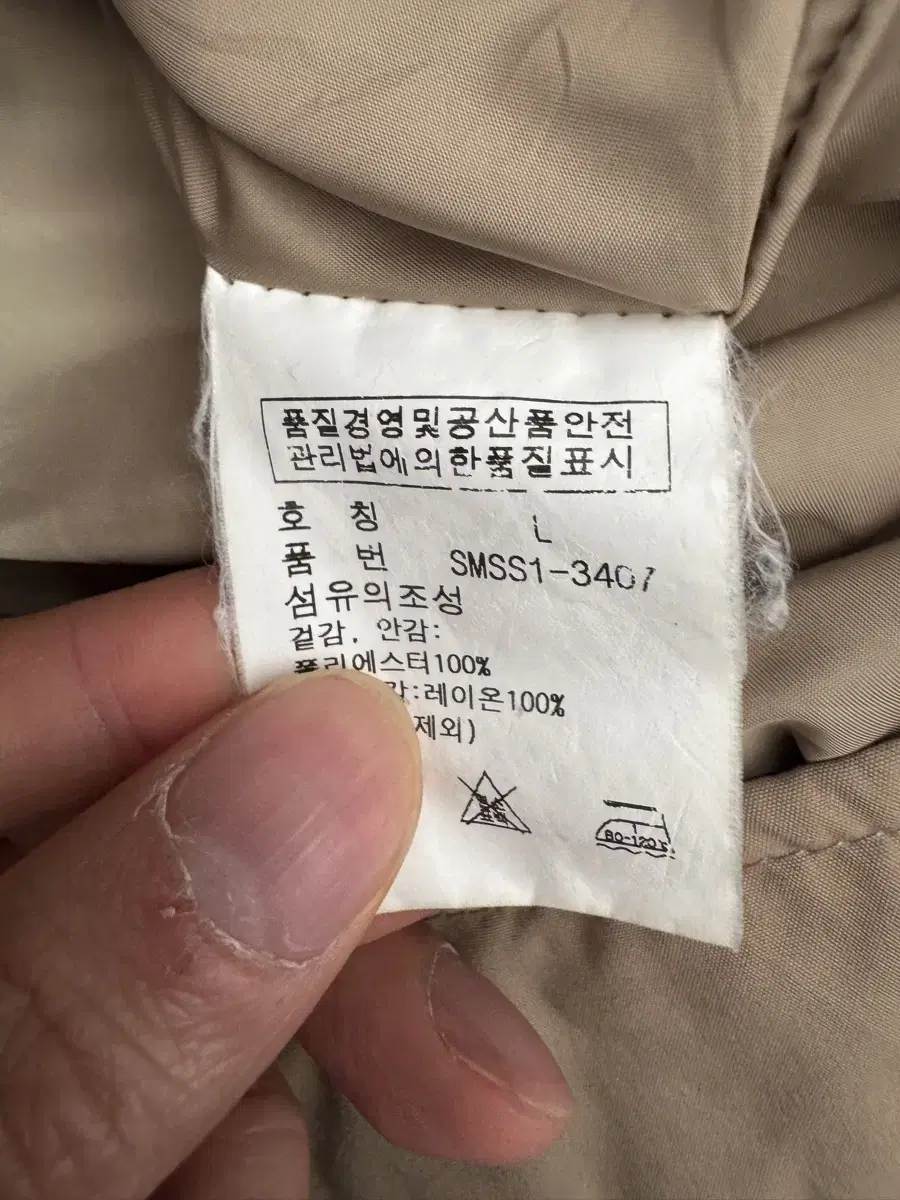 품질경영및공산품안전
관리법에의한품질표시
호 칭 L
품 번 SMSS1-3407
섬유의조성
겉감, 안감:
폴리에스터100%
감:레이온100%
제외)
80-120℃